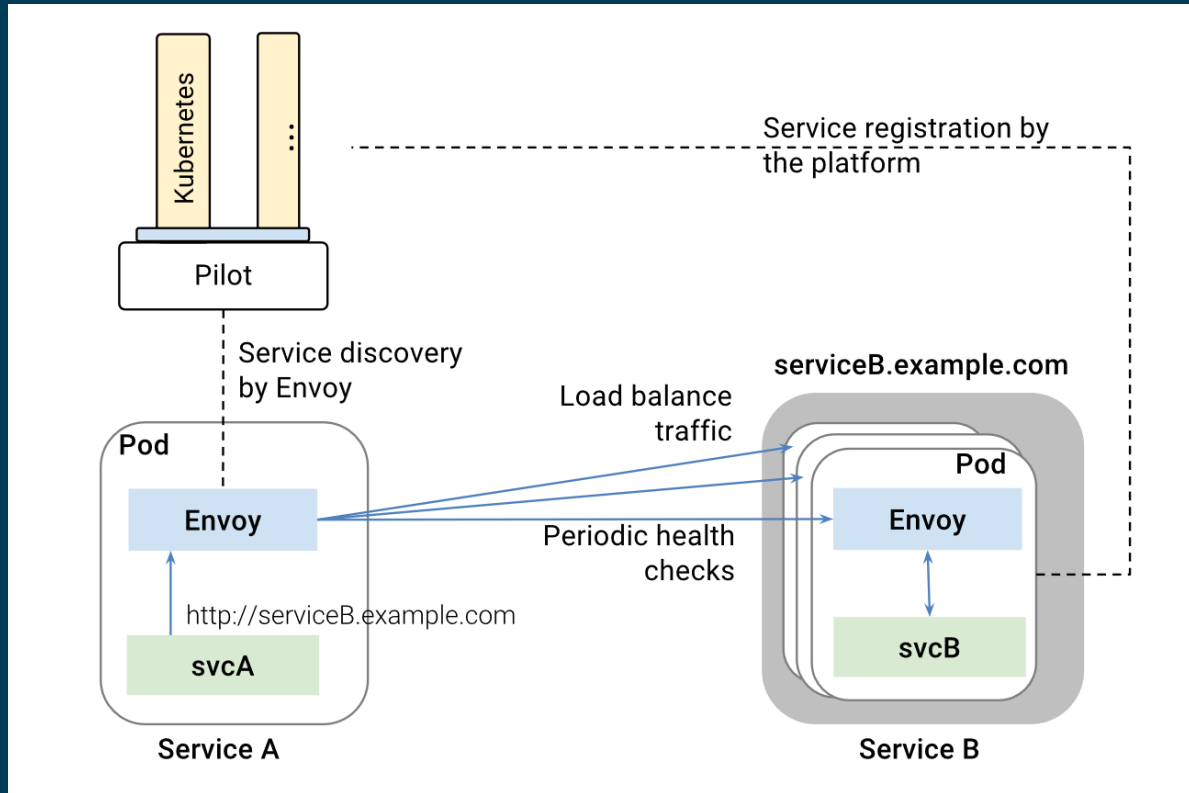 Kubernetes
...
Pilot
Service registration by
the platform
Service discovery
by Envoy
serviceB.example.com
Load balance
traffic
Pod
Envoy
http://serviceB.example.com
svcA
Service A
Periodic health
checks
Pod
Envoy
svcB
Service B